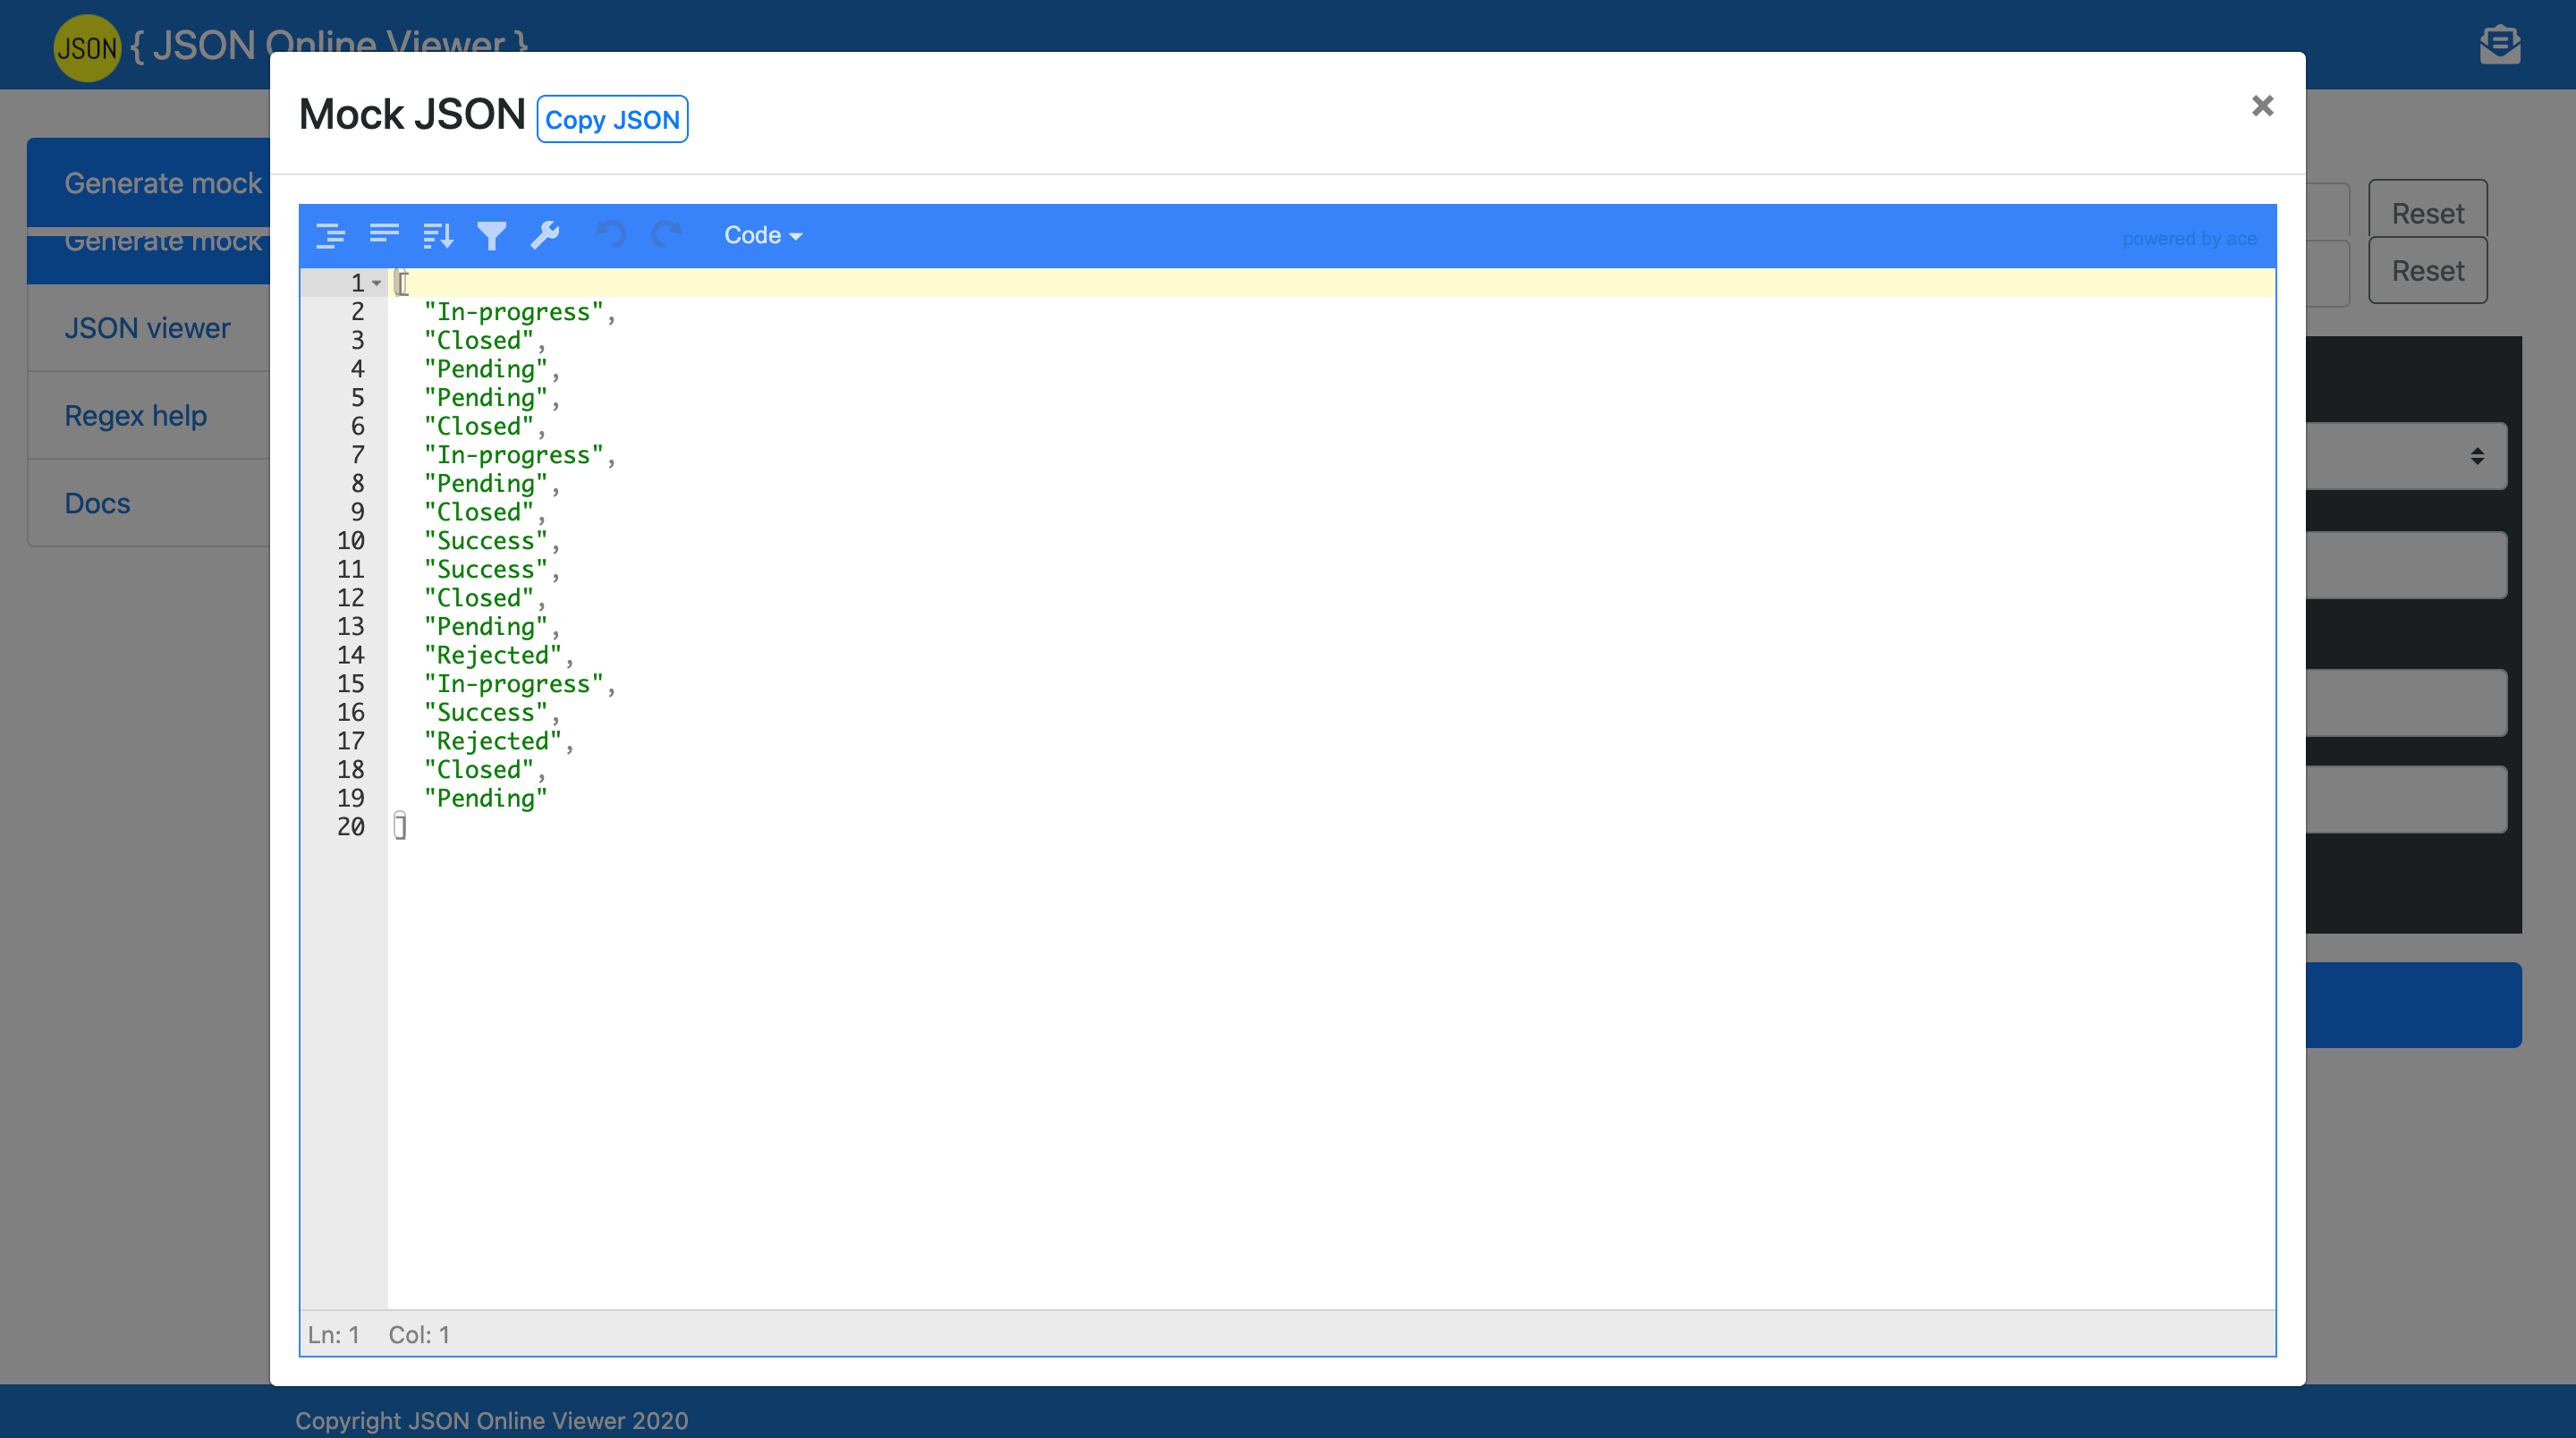 JSON { JSON Online Viewer }
Mock JSON Copy JSON
×
Generate mock
Generate mock
JSON viewer
Regex help
Docs
Reset
Reset
Code
powered by ace
1 [
2 "In-progress",
3 "Closed",
4 "Pending",
5 "Pending",
6 "Closed",
7 "In-progress",
8 "Pending",
9 "Closed",
10 "Success",
11 "Success",
12 "Closed",
13 "Pending",
14 "Rejected",
15 "In-progress",
16 "Success",
17 "Rejected",
18 "Closed",
19 "Pending"
20 ]
Ln: 1 Col: 1
Copyright JSON Online Viewer 2020